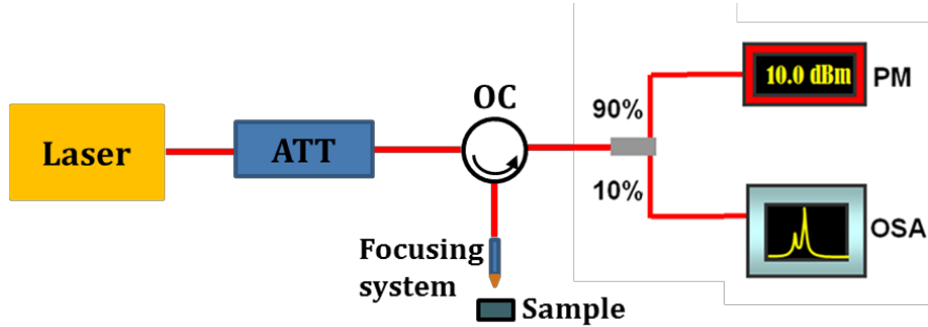 OC
10.0 dBm
PM
90%
Laser
ATT
10%
Focusing
system
OSA
Sample